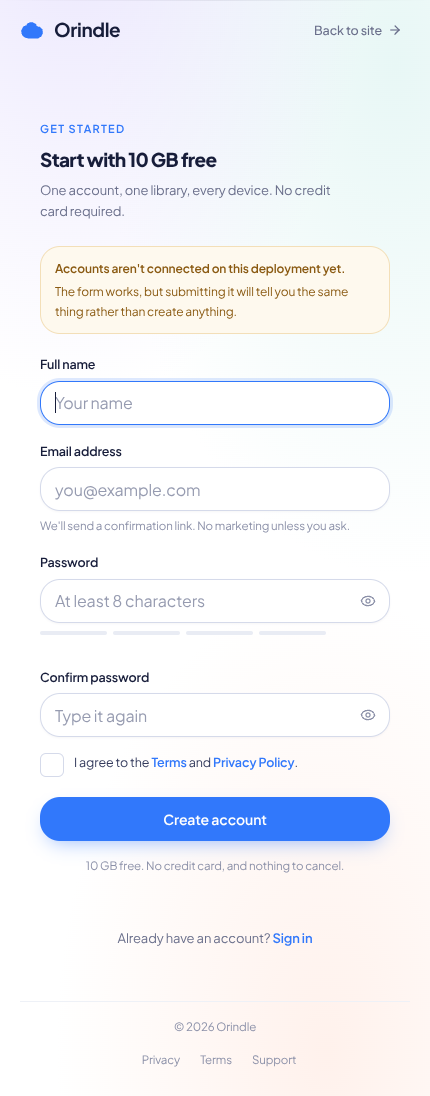 Orindle
Back to site →
GET STARTED
Start with 10 GB free
One account, one library, every device. No credit
card required.
Accounts aren't connected on this deployment yet.
The form works, but submitting it will tell you the same
thing rather than create anything.
Full name
Your name
Email address
you@example.com
We'll send a confirmation link. No marketing unless you ask.
Password
At least 8 characters
Confirm password
Type it again
I agree to the Terms and Privacy Policy.
Create account
10 GB free. No credit card, and nothing to cancel.
Already have an account? Sign in
© 2026 Orindle
Privacy Terms Support